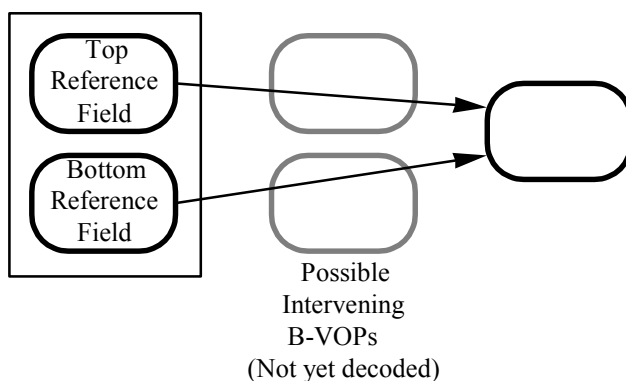 Top
Reference
Field
Bottom
Reference
Field
Possible
Intervening
B-VOPs
(Not yet decoded)